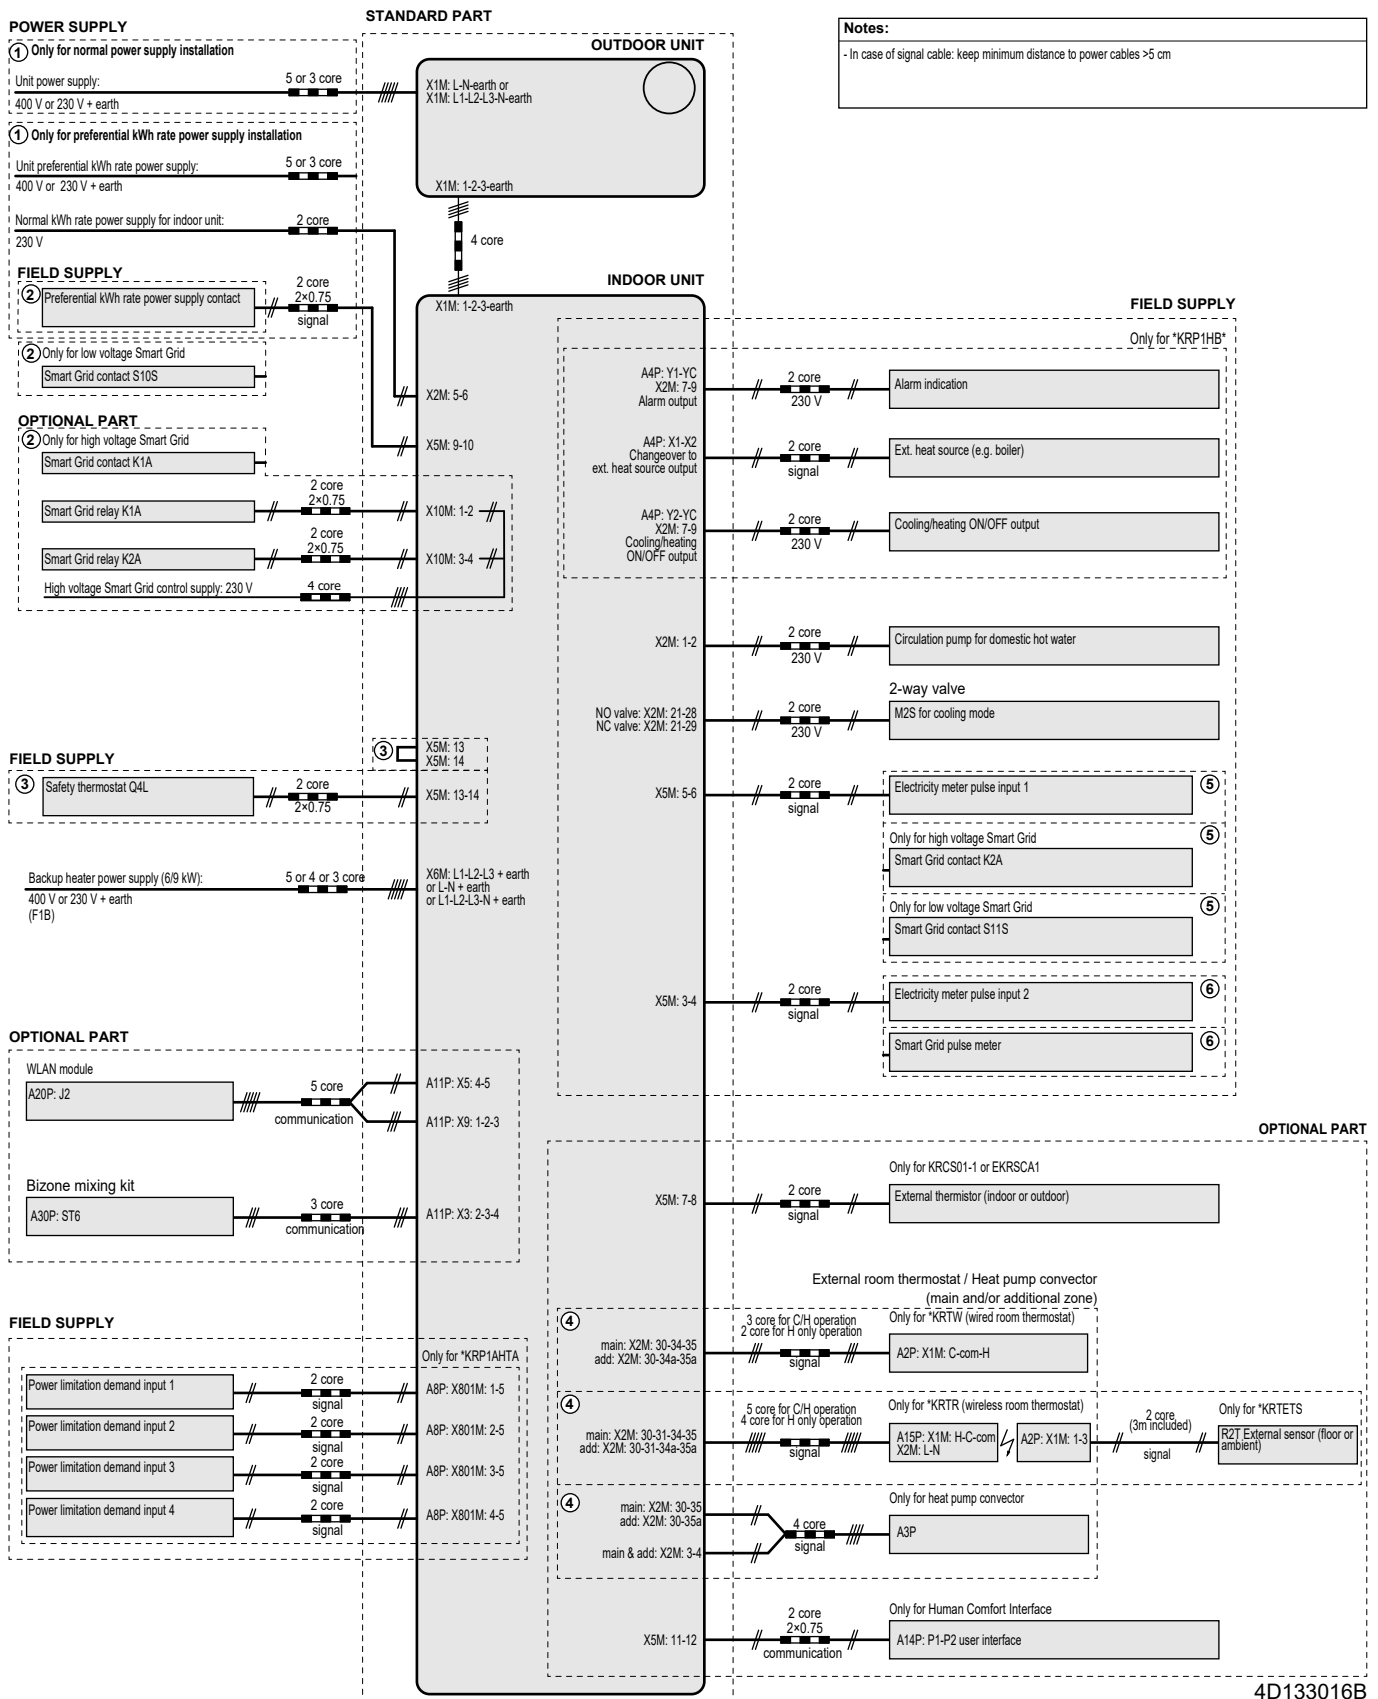 POWER SUPPLY
① Only for normal power supply installation
Unit power supply:
5 or 3 core
400 V or 230 V + earth
① Only for preferential kWh rate power supply installation
Unit preferential kWh rate power supply:
5 or 3 core
400 V or 230 V + earth
Normal kWh rate power supply for indoor unit:
2 core
230 V
FIELD SUPPLY
② Preferential kWh rate power supply contact
2 core
2×0.75
signal
② Only for low voltage Smart Grid
Smart Grid contact S10S
OPTIONAL PART
② Only for high voltage Smart Grid
Smart Grid contact K1A
Smart Grid relay K1A
2 core
2×0.75
Smart Grid relay K2A
2 core
2×0.75
High voltage Smart Grid control supply: 230 V
4 core
FIELD SUPPLY
③ Safety thermostat Q4L
2 core
2×0.75
Backup heater power supply (6/9 kW):
5 or 4 or 3 core
400 V or 230 V + earth
(F1B)
OPTIONAL PART
WLAN module
A20P: J2
5 core
communication
Bizone mixing kit
A30P: ST6
3 core
communication
FIELD SUPPLY
Power limitation demand input 1
2 core
signal
Power limitation demand input 2
2 core
signal
Power limitation demand input 3
2 core
signal
Power limitation demand input 4
2 core
signal
STANDARD PART
OUTDOOR UNIT
X1M: L-N-earth or
X1M: L1-L2-L3-N-earth
X1M: 1-2-3-earth
4 core
INDOOR UNIT
X1M: 1-2-3-earth
X2M: 5-6
X5M: 9-10
X10M: 1-2
X10M: 3-4
③
X5M: 13
X5M: 14
X5M: 13-14
X6M: L1-L2-L3 + earth
or L-N + earth
or L1-L2-L3-N + earth
A11P: X5: 4-5
A11P: X9: 1-2-3
A11P: X3: 2-3-4
Only for *KRP1AHTA
A8P: X801M: 1-5
A8P: X801M: 2-5
A8P: X801M: 3-5
A8P: X801M: 4-5
Notes:
- In case of signal cable: keep minimum distance to power cables >5 cm
FIELD SUPPLY
Only for *KRP1HB*
A4P: Y1-YC
X2M: 7-9
Alarm output
2 core
230 V
Alarm indication
A4P: X1-X2
Changeover to
ext. heat source output
2 core
signal
Ext. heat source (e.g. boiler)
A4P: Y2-YC
X2M: 7-9
Cooling/heating
ON/OFF output
2 core
230 V
Cooling/heating ON/OFF output
X2M: 1-2
2 core
230 V
Circulation pump for domestic hot water
2-way valve
NO valve: X2M: 21-28
NC valve: X2M: 21-29
2 core
230 V
M2S for cooling mode
X5M: 5-6
2 core
signal
Electricity meter pulse input 1
⑤
Only for high voltage Smart Grid
⑤
Smart Grid contact K2A
Only for low voltage Smart Grid
⑤
Smart Grid contact S11S
X5M: 3-4
2 core
signal
Electricity meter pulse input 2
⑥
Smart Grid pulse meter
⑥
OPTIONAL PART
Only for KRCS01-1 or EKRSCA1
X5M: 7-8
2 core
signal
External thermistor (indoor or outdoor)
External room thermostat / Heat pump convector
(main and/or additional zone)
④
3 core for C/H operation
2 core for H only operation
Only for *KRTW (wired room thermostat)
main: X2M: 30-34-35
add: X2M: 30-34a-35a
signal
A2P: X1M: C-com-H
④
5 core for C/H operation
4 core for H only operation
Only for *KRTR (wireless room thermostat)
main: X2M: 30-31-34-35
add: X2M: 30-31-34a-35a
signal
A15P: X1M: H-C-com
X2M: L-N
A2P: X1M: 1-3
2 core
(3m included)
signal
Only for *KRTETS
R2T External sensor (floor or
ambient)
④
Only for heat pump convector
main: X2M: 30-35
add: X2M: 30-35a
main & add: X2M: 3-4
4 core
signal
A3P
Only for Human Comfort Interface
X5M: 11-12
2 core
2×0.75
communication
A14P: P1-P2 user interface
4D133016B